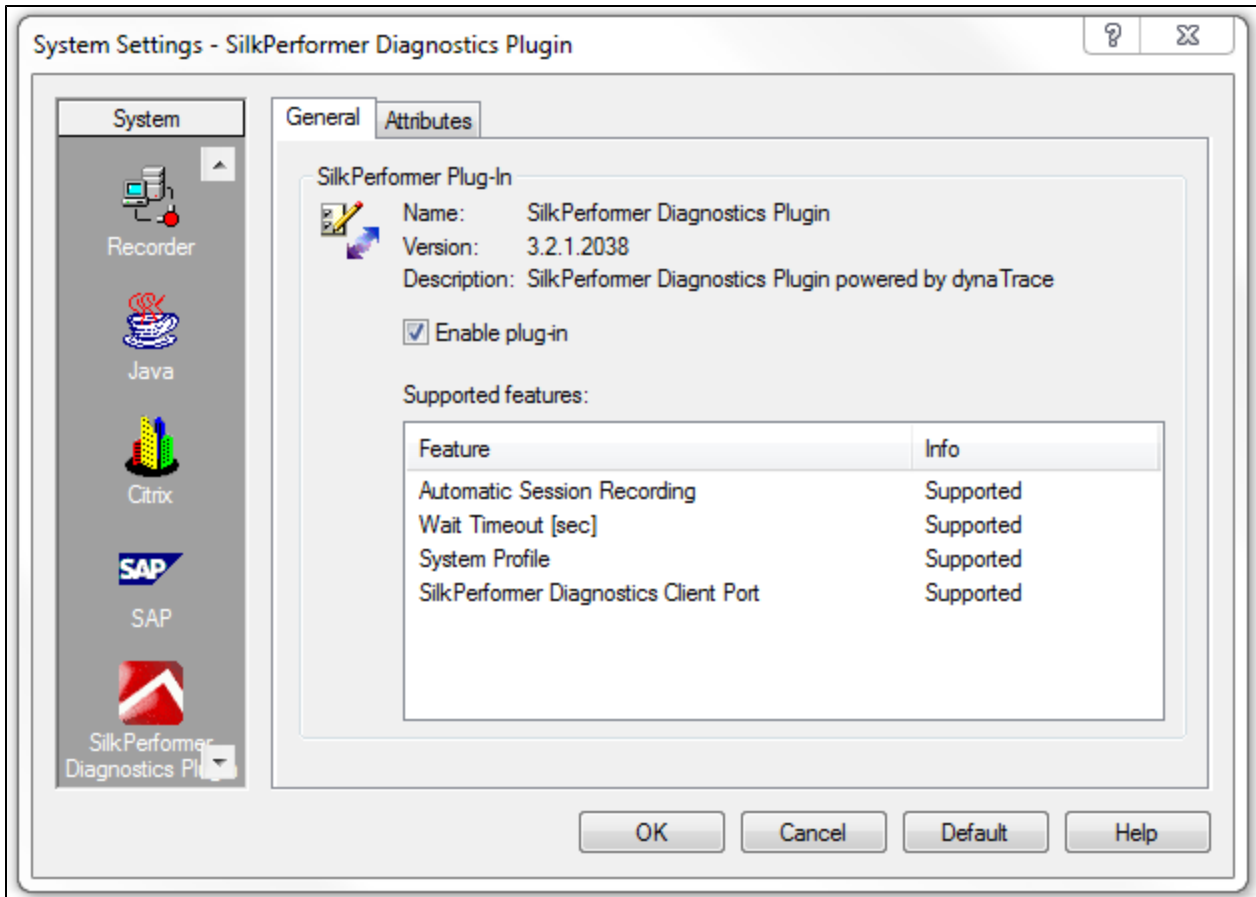 System Settings - SilkPerformer Diagnostics Plugin
System
Recorder
Java
Citrix
SAP
SAP
SilkPerformer
Diagnostics
General
Attributes
SilkPerformer Plug-In
Name: SilkPerformer Diagnostics Plugin
Version: 3.2.1.2038
Description: SilkPerformer Diagnostics Plugin powered by dynaTrace
Enable plug-in
Supported features:
Feature Info
Automatic Session Recording Supported
Wait Timeout [sec] Supported
System Profile Supported
SilkPerformer Diagnostics Client Port Supported
OK Cancel Default Help